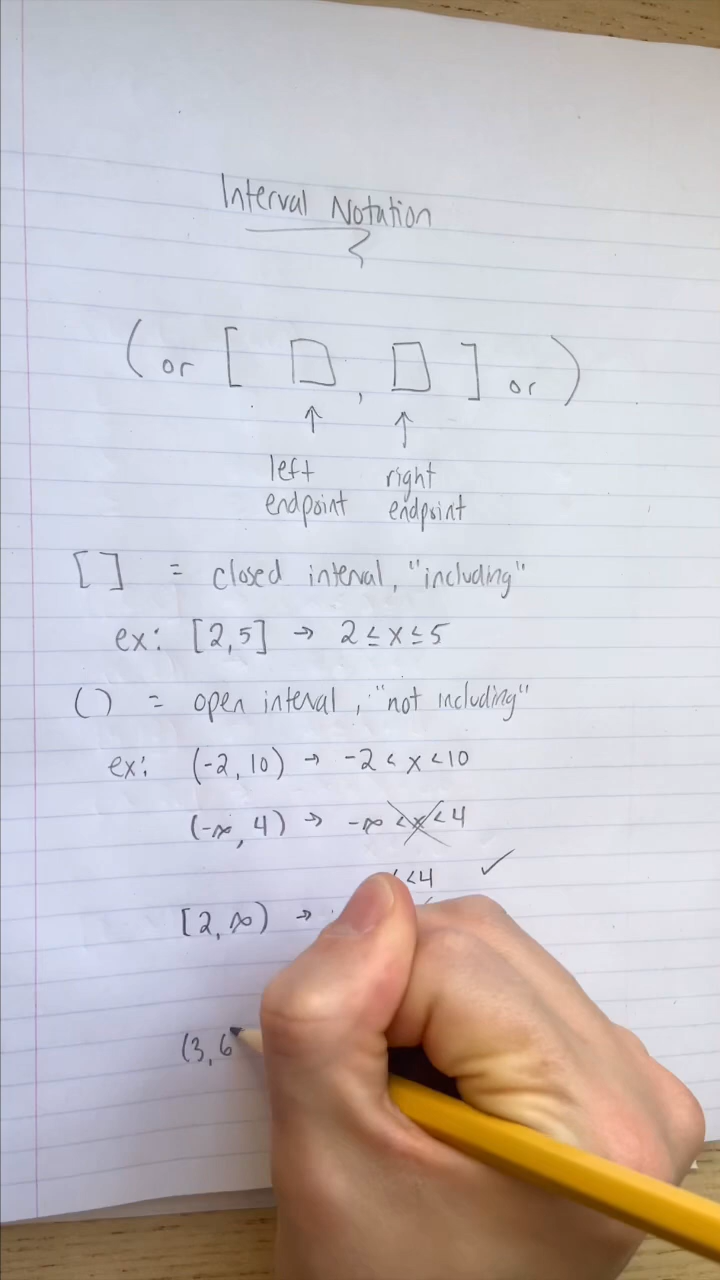 Interval Notation
( or [ □ , □ ] or )
↑ ↑
left right
endpoint endpoint
[ ] = closed interval, "including"
ex: [2,5] → 2 ≤ x ≤ 5
( ) = open interval, "not including"
ex: (-2, 10) → -2 < x < 10
(-∞, 4) → -∞ < x < 4
< 4 ✓
[2, ∞) →
(3, 6